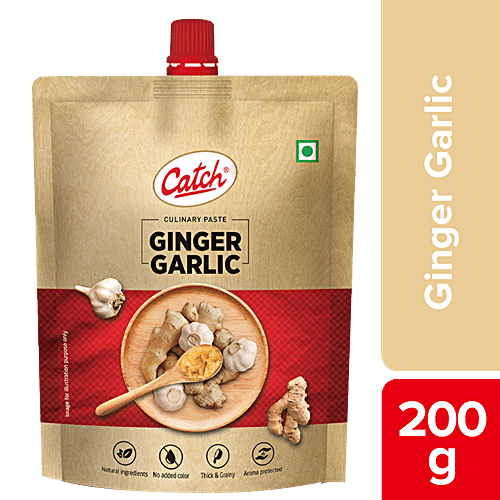 Catch®
CULINARY PASTE
GINGER
GARLIC
Image for illustration purpose only
Natural ingredients
No added color
Thick & Grainy
Aroma protected
Ginger Garlic
200
g